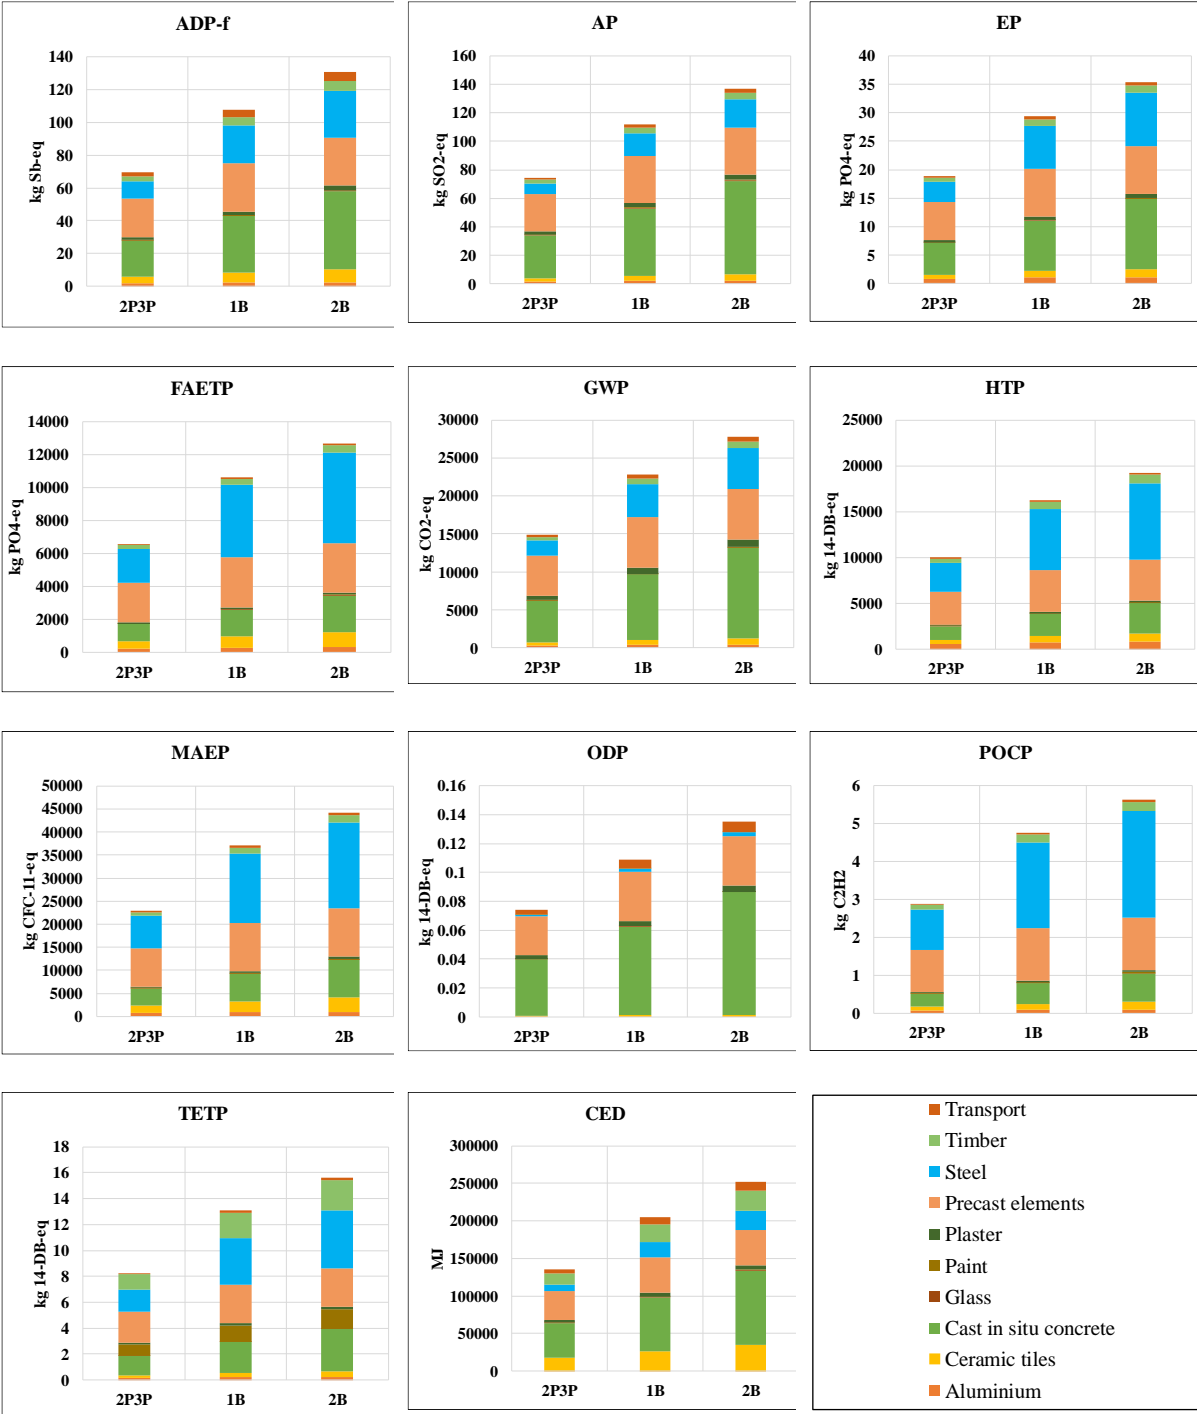 ADP-f
kg Sb-eq
140
120
100
80
60
40
20
0
2P3P 1B 2B
AP
kg SO2-eq
160
140
120
100
80
60
40
20
0
2P3P 1B 2B
EP
kg PO4-eq
40
35
30
25
20
15
10
5
0
2P3P 1B 2B
FAETP
kg PO4-eq
14000
12000
10000
8000
6000
4000
2000
0
2P3P 1B 2B
GWP
kg CO2-eq
30000
25000
20000
15000
10000
5000
0
2P3P 1B 2B
HTP
kg 14-DB-eq
25000
20000
15000
10000
5000
0
2P3P 1B 2B
MAEP
kg CFC-11-eq
50000
45000
40000
35000
30000
25000
20000
15000
10000
5000
0
2P3P 1B 2B
ODP
kg 14-DB-eq
0.16
0.14
0.12
0.1
0.08
0.06
0.04
0.02
0
2P3P 1B 2B
POCP
kg C2H2
6
5
4
3
2
1
0
2P3P 1B 2B
TETP
kg 14-DB-eq
18
16
14
12
10
8
6
4
2
0
2P3P 1B 2B
CED
MJ
300000
250000
200000
150000
100000
50000
0
2P3P 1B 2B
Transport
Timber
Steel
Precast elements
Plaster
Paint
Glass
Cast in situ concrete
Ceramic tiles
Aluminium